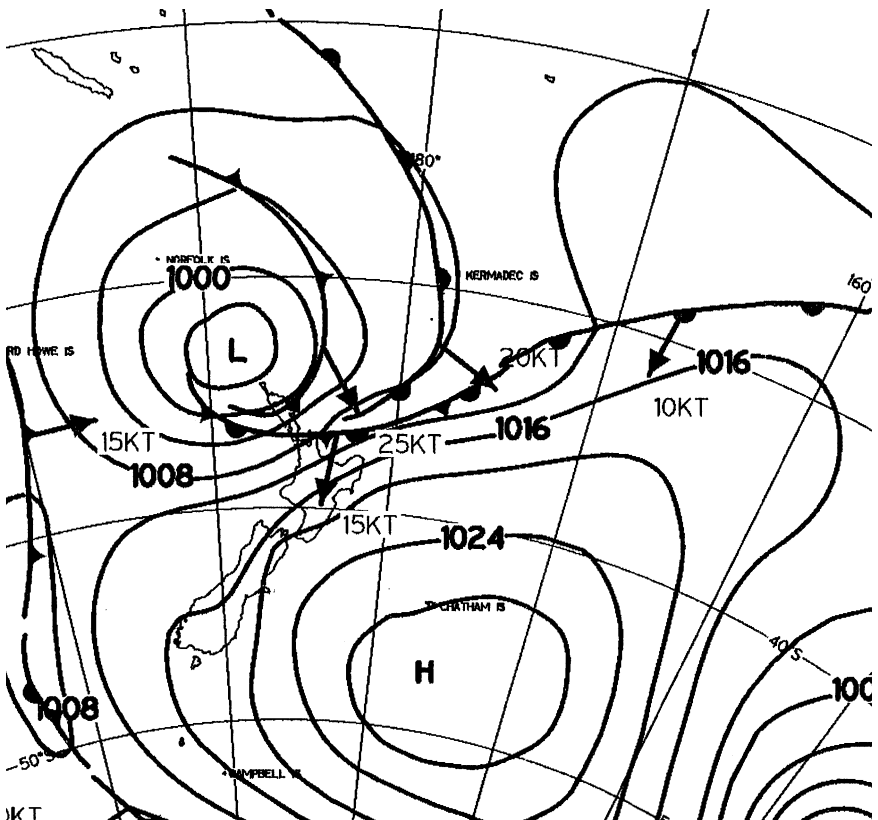 180°
NORFOLK IS
1000
KERMADEC IS
160°
L
RD HOWE IS
20KT
1016
10KT
15KT
25KT
1016
1008
15KT
1024
CHATHAM IS
40°S
H
100
1008
50°S
CAMPBELL IS
KT